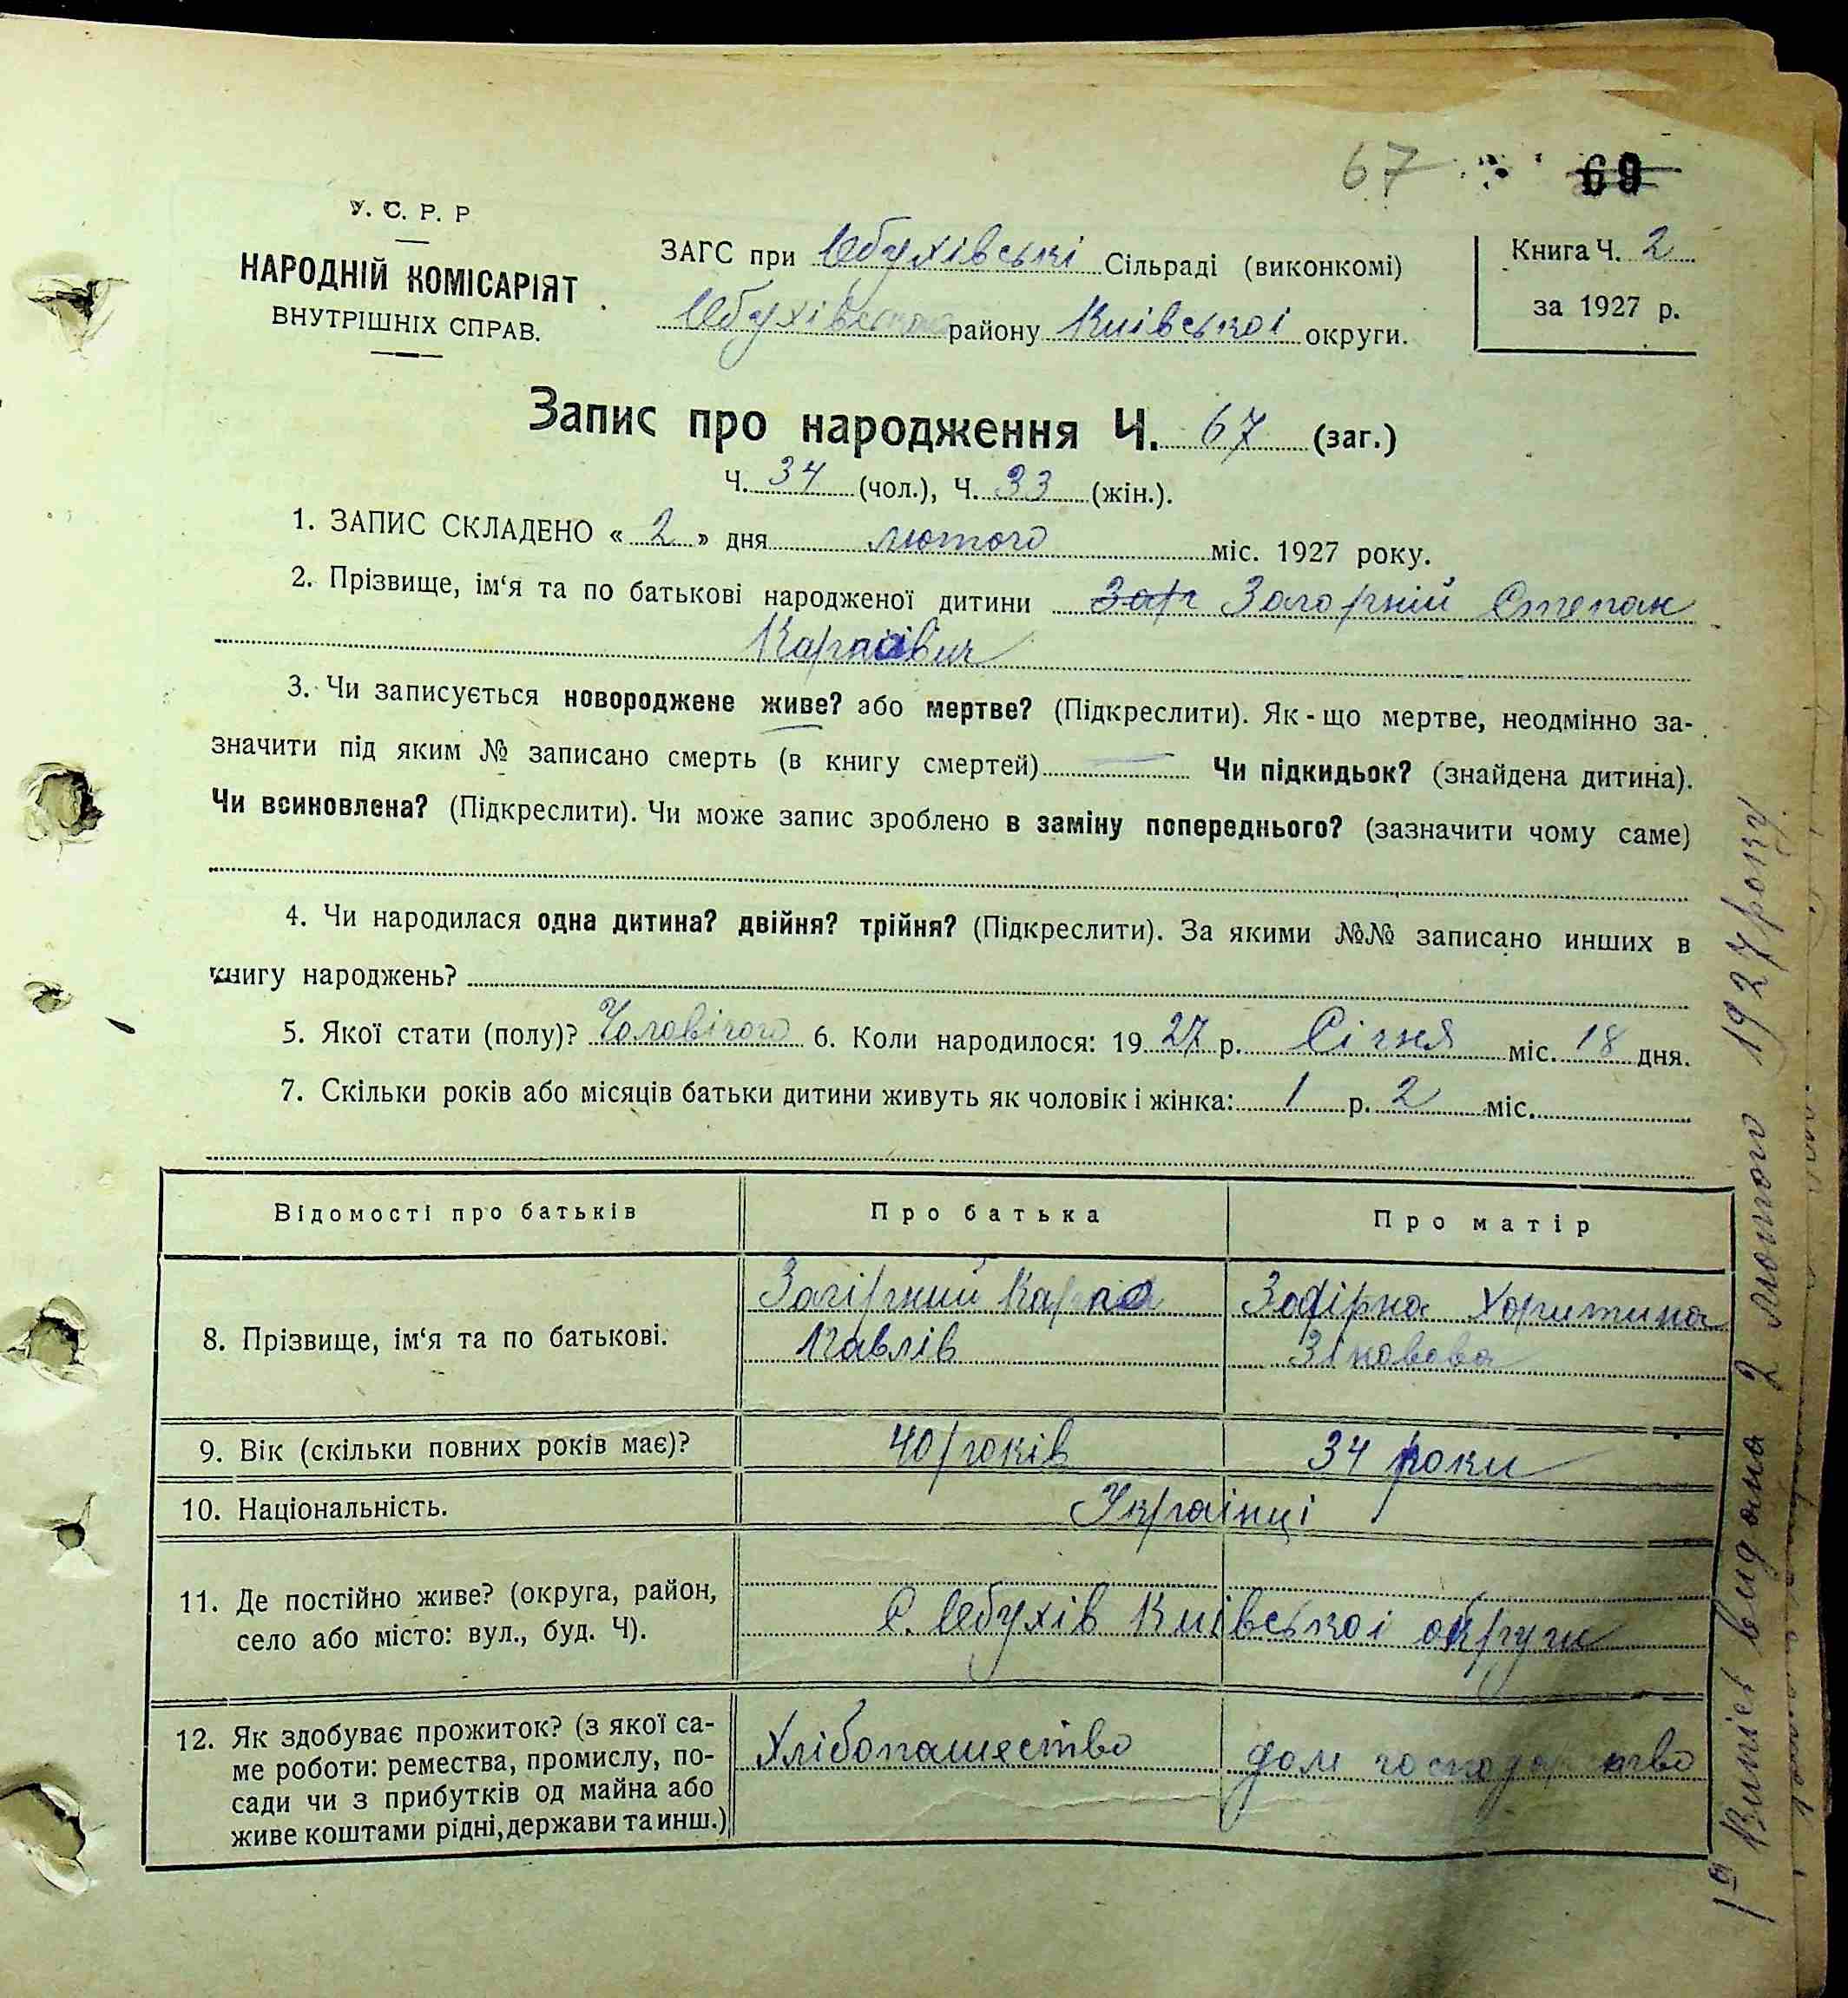 67 69
У. С. Р. Р
НАРОДНІЙ КОМІСАРІЯТ
ВНУТРІШНІХ СПРАВ.
ЗАГС при Обухівські Сільраді (виконкомі)
Обухівського району Київської округи.
Книга Ч. 2
за 1927 р.
Запис про народження Ч. 67 (заг.)
Ч. 34 (чол.), Ч. 33 (жін.).
1. ЗАПИС СКЛАДЕНО « 2 » дня лютого міс. 1927 року.
2. Прізвище, ім‘я та по батькові народженої дитини Загорній Степан
Карпович
3. Чи записується новороджене живе? або мертве? (Підкреслити). Як-що мертве, неодмінно за-
значити під яким № записано смерть (в книгу смертей) Чи підкидьок? (знайдена дитина).
Чи всиновлена? (Підкреслити). Чи може запис зроблено в заміну попереднього? (зазначити чому саме)
4. Чи народилася одна дитина? двійня? трійня? (Підкреслити). За якими №№ записано инших в
книгу народжень?
5. Якої стати (полу)? Чоловічого 6. Коли народилося: 19 27 р. Січня міс. 18 дня.
7. Скільки років або місяців батьки дитини живуть як чоловік і жінка: 1 р. 2 міс.
Відомості про батьків Про батька Про матір
8. Прізвище, ім‘я та по батькові. Загірний Карпо Загірна Харитина
Павлів Зіновова
9. Вік (скільки повних років має)? 40 років 34 роки
10. Національність. Українці
11. Де постійно живе? (округа, район,
село або місто: вул., буд. Ч). С. Обухів Київської округи
12. Як здобуває прожиток? (з якої са-
ме роботи: ремества, промислу, по-
сади чи з прибутків од майна або
живе коштами рідні, держави та инш.) Хлібопашество дом господарство
1а Випісь видана 2 лютого 1927 року